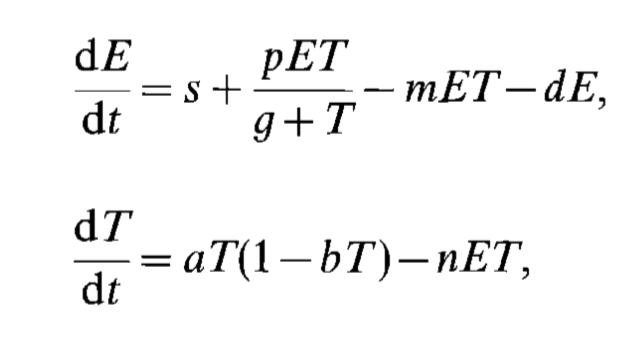 dE/dt = s + pET/(g + T) − mET − dE,
dT/dt = aT(1 − bT) − nET,